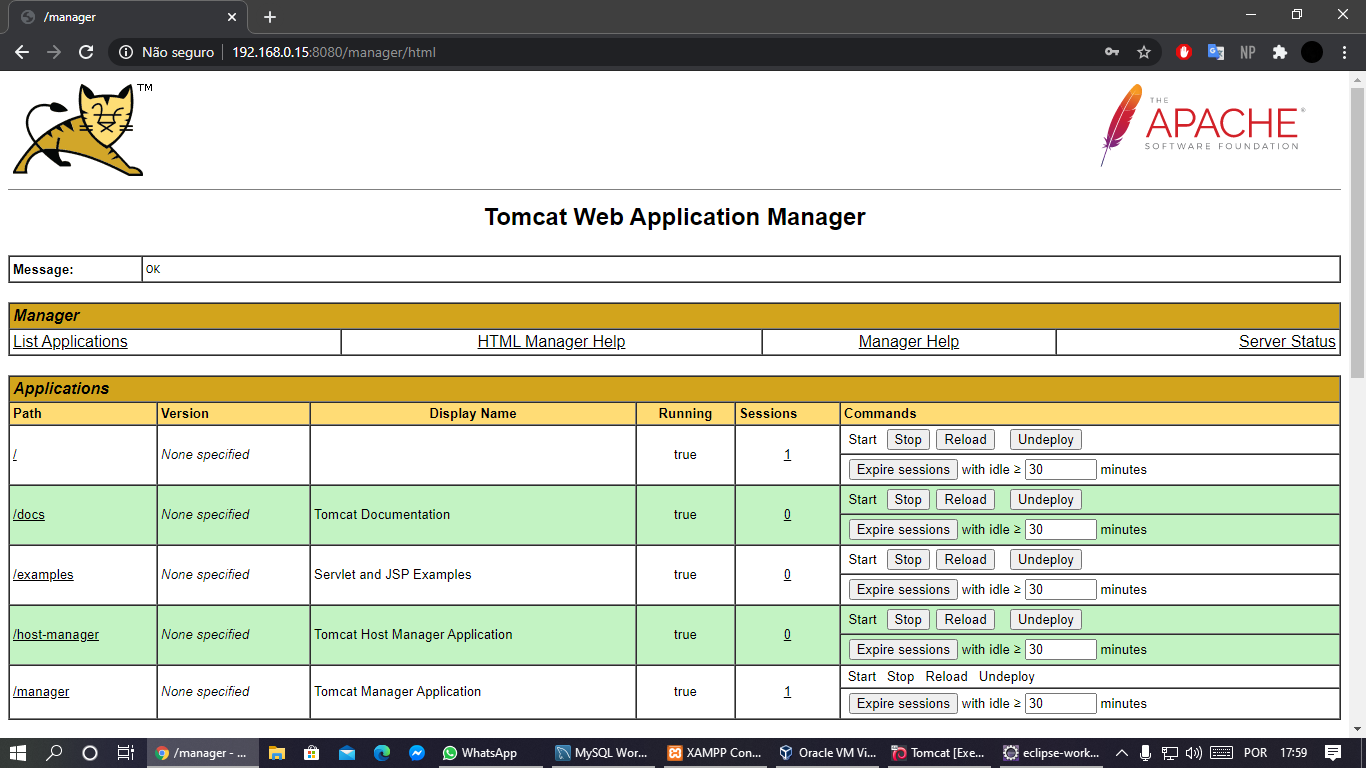 /manager
Não seguro 192.168.0.15:8080/manager/html
NP
TM
THE
APACHE®
SOFTWARE FOUNDATION
Tomcat Web Application Manager
Message: OK
Manager
List Applications HTML Manager Help Manager Help Server Status
Applications
Path Version Display Name Running Sessions Commands
/ None specified true 1 Start Stop Reload Undeploy
Expire sessions with idle ≥ 30 minutes
/docs None specified Tomcat Documentation true 0 Start Stop Reload Undeploy
Expire sessions with idle ≥ 30 minutes
/examples None specified Servlet and JSP Examples true 0 Start Stop Reload Undeploy
Expire sessions with idle ≥ 30 minutes
/host-manager None specified Tomcat Host Manager Application true 0 Start Stop Reload Undeploy
Expire sessions with idle ≥ 30 minutes
/manager None specified Tomcat Manager Application true 1 Start Stop Reload Undeploy
Expire sessions with idle ≥ 30 minutes
/manager - ... WhatsApp MySQL Wor... XAMPP Con... Oracle VM Vi... Tomcat [Exe... eclipse-work... POR 17:59